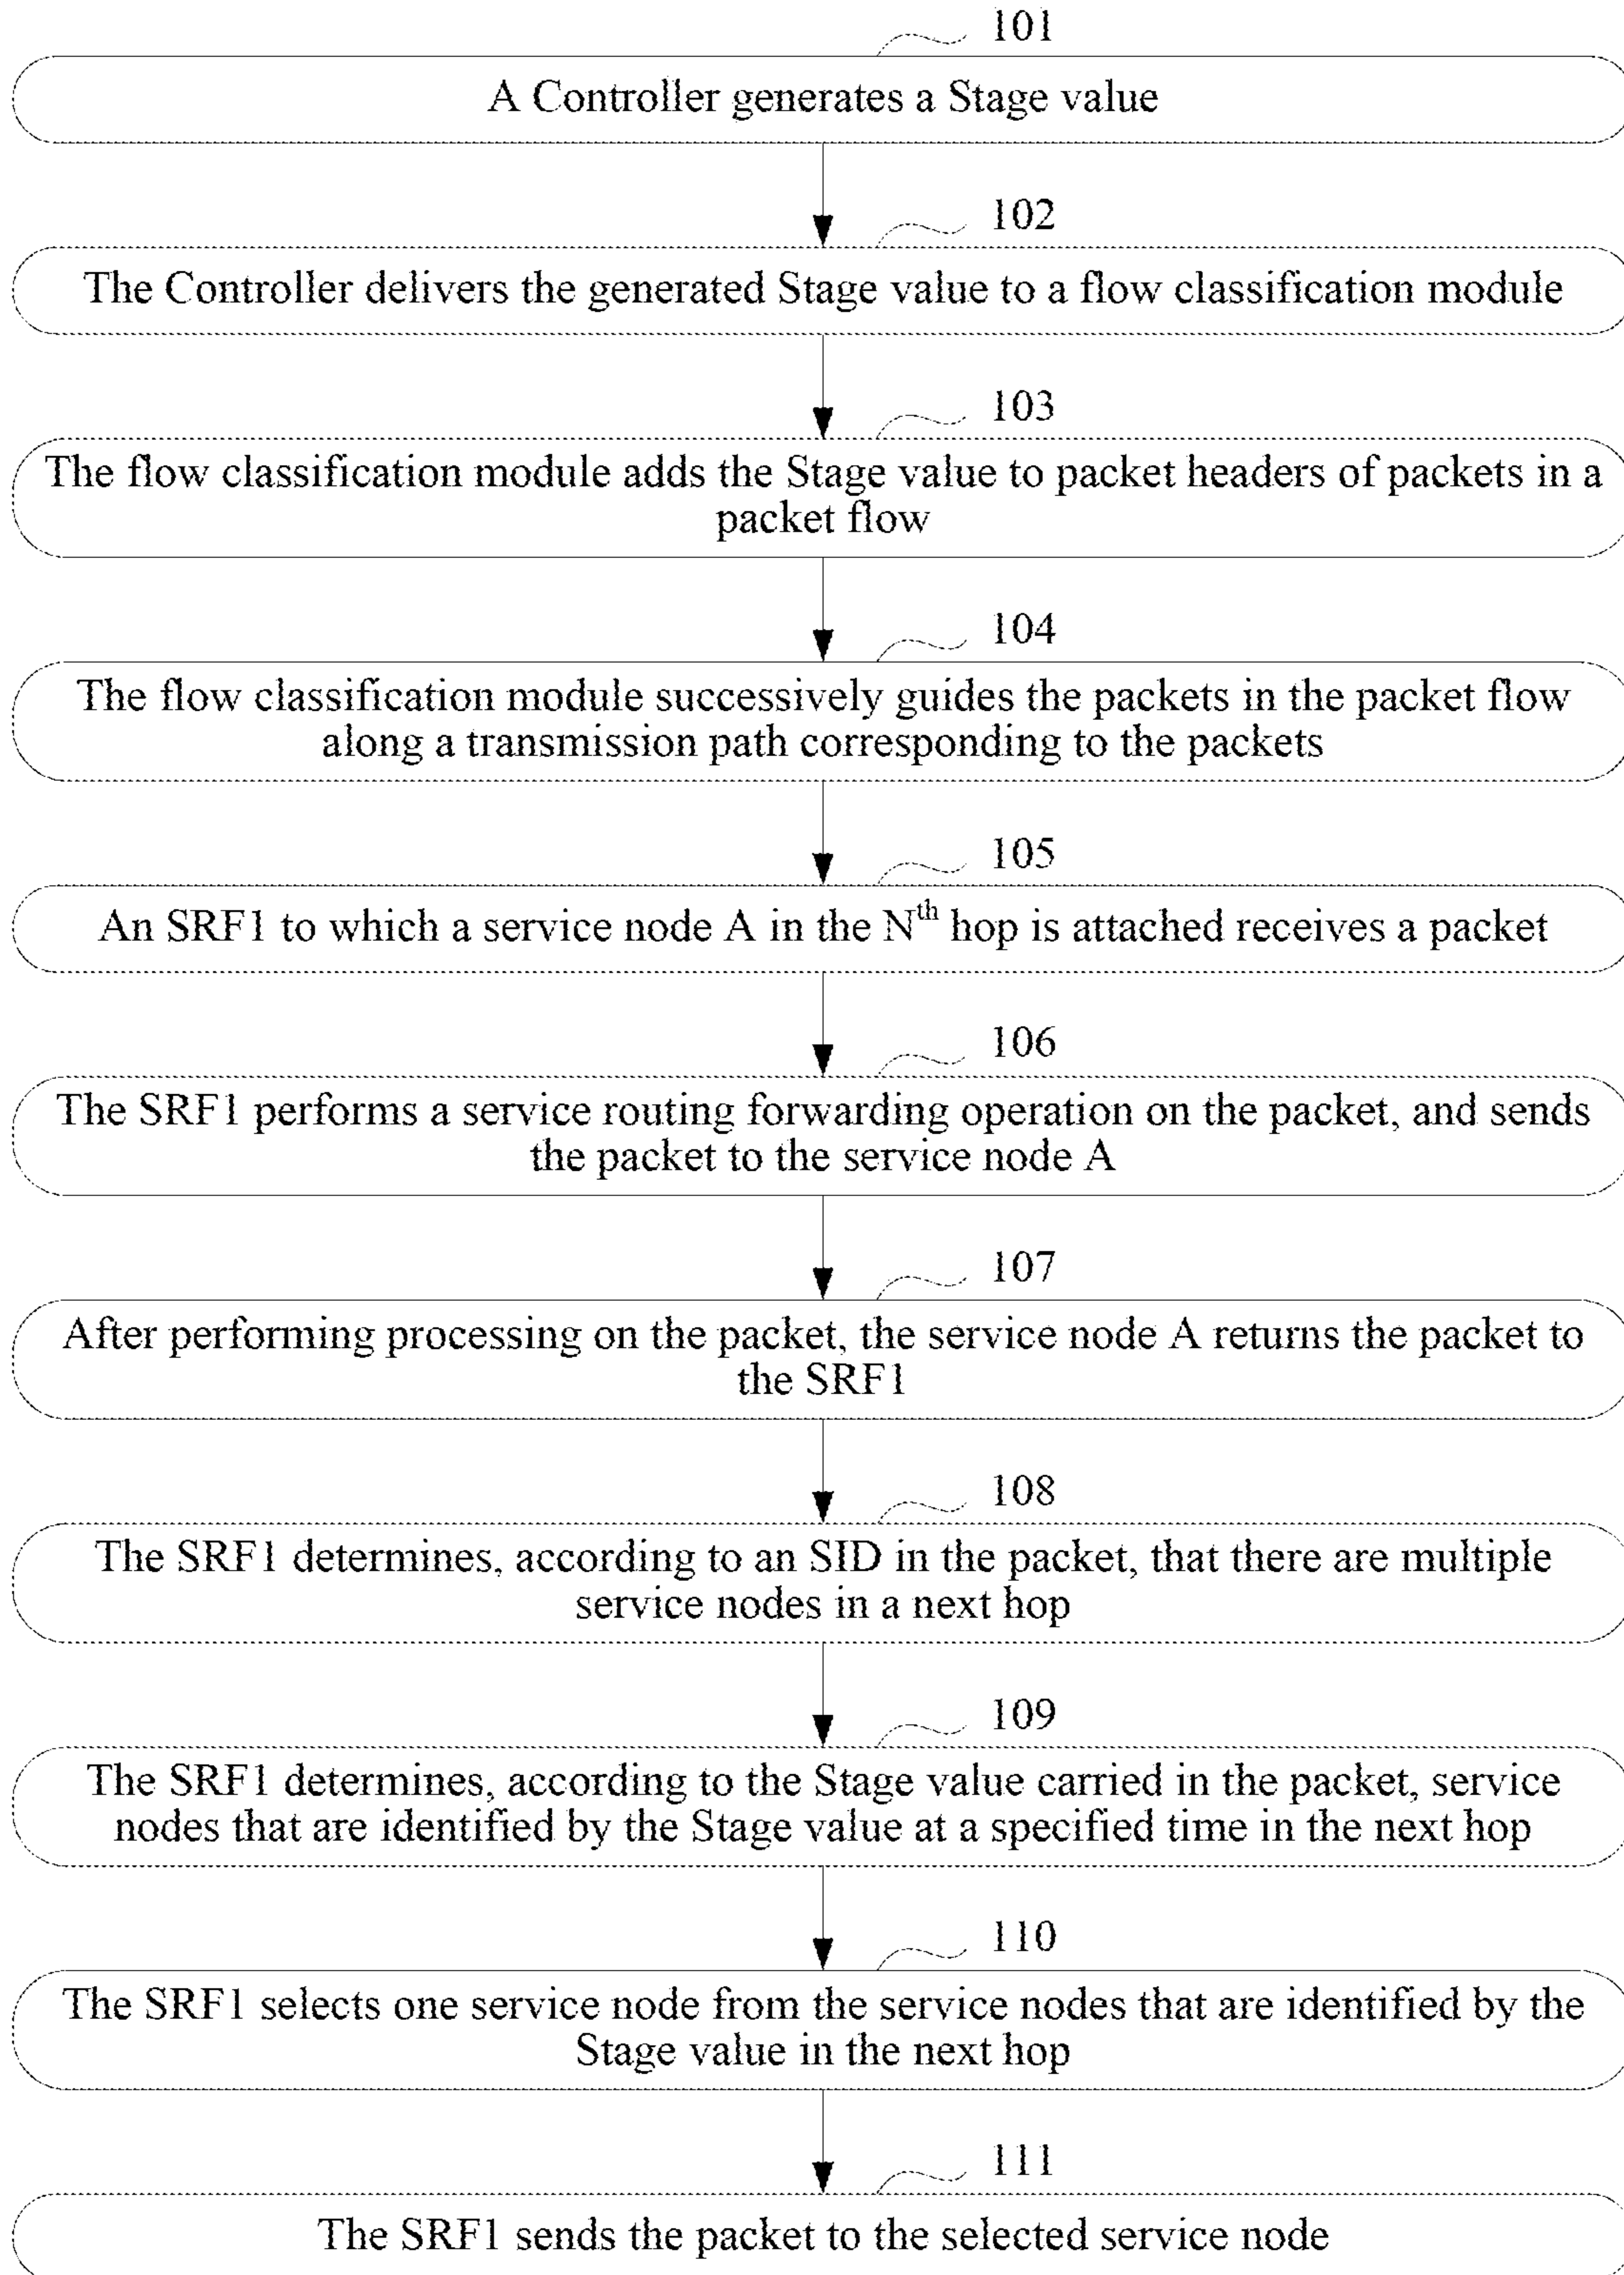 101
A Controller generates a Stage value
102
The Controller delivers the generated Stage value to a flow classification module
103
The flow classification module adds the Stage value to packet headers of packets in a
packet flow
104
The flow classification module successively guides the packets in the packet flow
along a transmission path corresponding to the packets
105
An SRF1 to which a service node A in the Nth hop is attached receives a packet
106
The SRF1 performs a service routing forwarding operation on the packet, and sends
the packet to the service node A
107
After performing processing on the packet, the service node A returns the packet to
the SRF1
108
The SRF1 determines, according to an SID in the packet, that there are multiple
service nodes in a next hop
109
The SRF1 determines, according to the Stage value carried in the packet, service
nodes that are identified by the Stage value at a specified time in the next hop
110
The SRF1 selects one service node from the service nodes that are identified by the
Stage value in the next hop
111
The SRF1 sends the packet to the selected service node